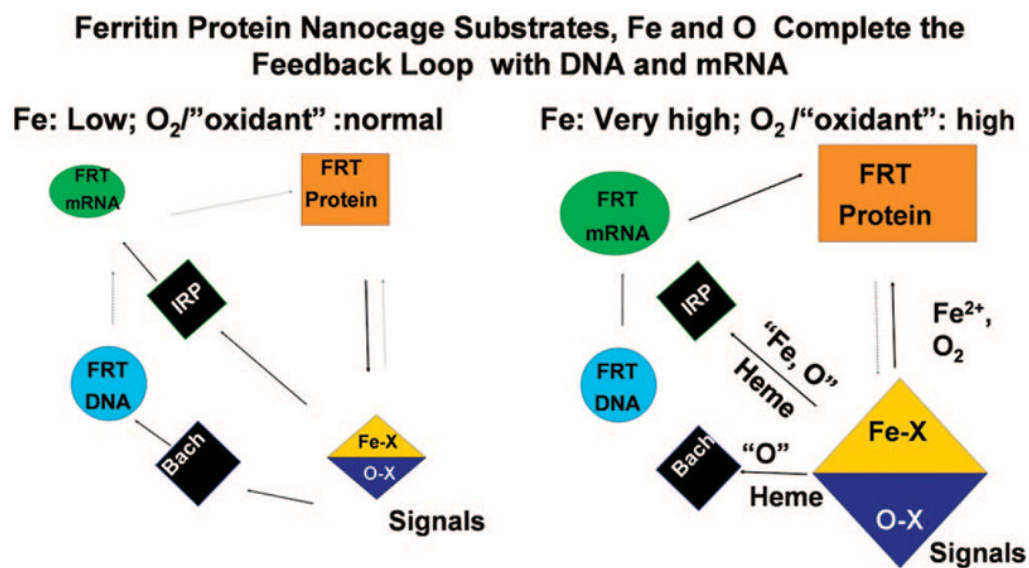 Ferritin Protein Nanocage Substrates, Fe and O Complete the
Feedback Loop with DNA and mRNA
Fe: Low; O₂/”oxidant” :normal
FRT
mRNA
FRT
Protein
IRP
FRT
DNA
Bach
Fe-X
O-X
Signals
Fe: Very high; O₂/“oxidant”: high
FRT
mRNA
FRT
Protein
IRP
“Fe, O”
Heme
Fe²⁺,
O₂
FRT
DNA
Bach
“O”
Heme
Fe-X
O-X
Signals